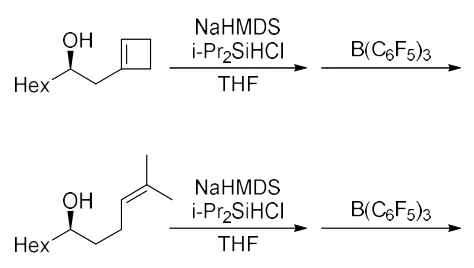 OH
Hex
NaHMDS
i-Pr₂SiHCl
THF
B(C₆F₅)₃
OH
Hex
NaHMDS
i-Pr₂SiHCl
THF
B(C₆F₅)₃